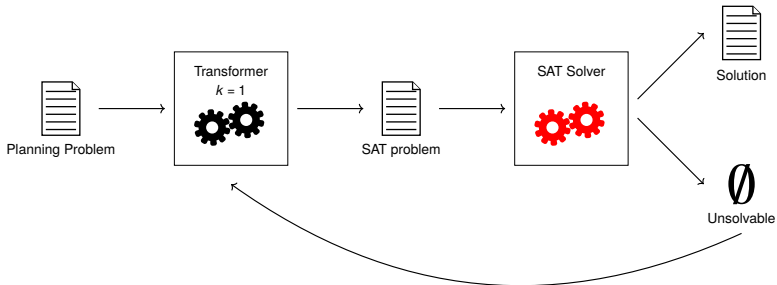 Planning Problem
Transformer
k = 1
SAT problem
SAT Solver
Solution
∅
Unsolvable